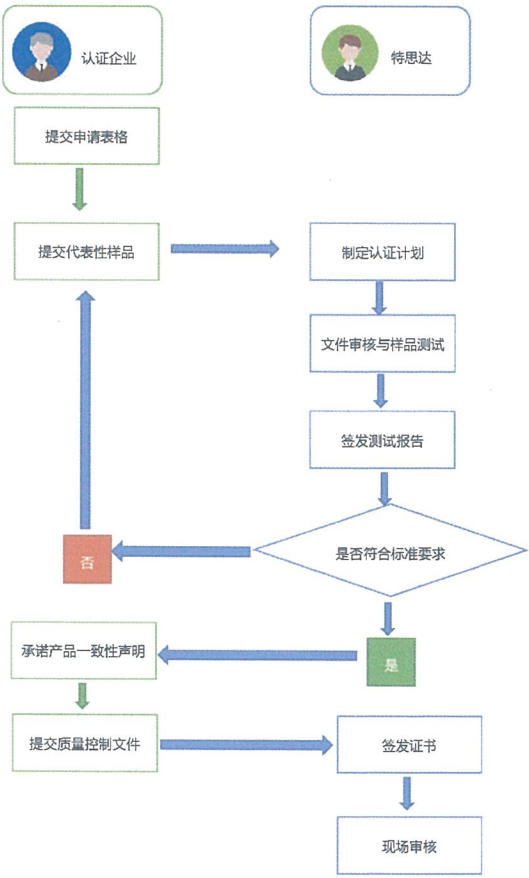 认证企业
特思达
提交申请表格
提交代表性样品
制定认证计划
文件审核与样品测试
签发测试报告
是否符合标准要求
否
承诺产品一致性声明
是
提交质量控制文件
签发证书
现场审核